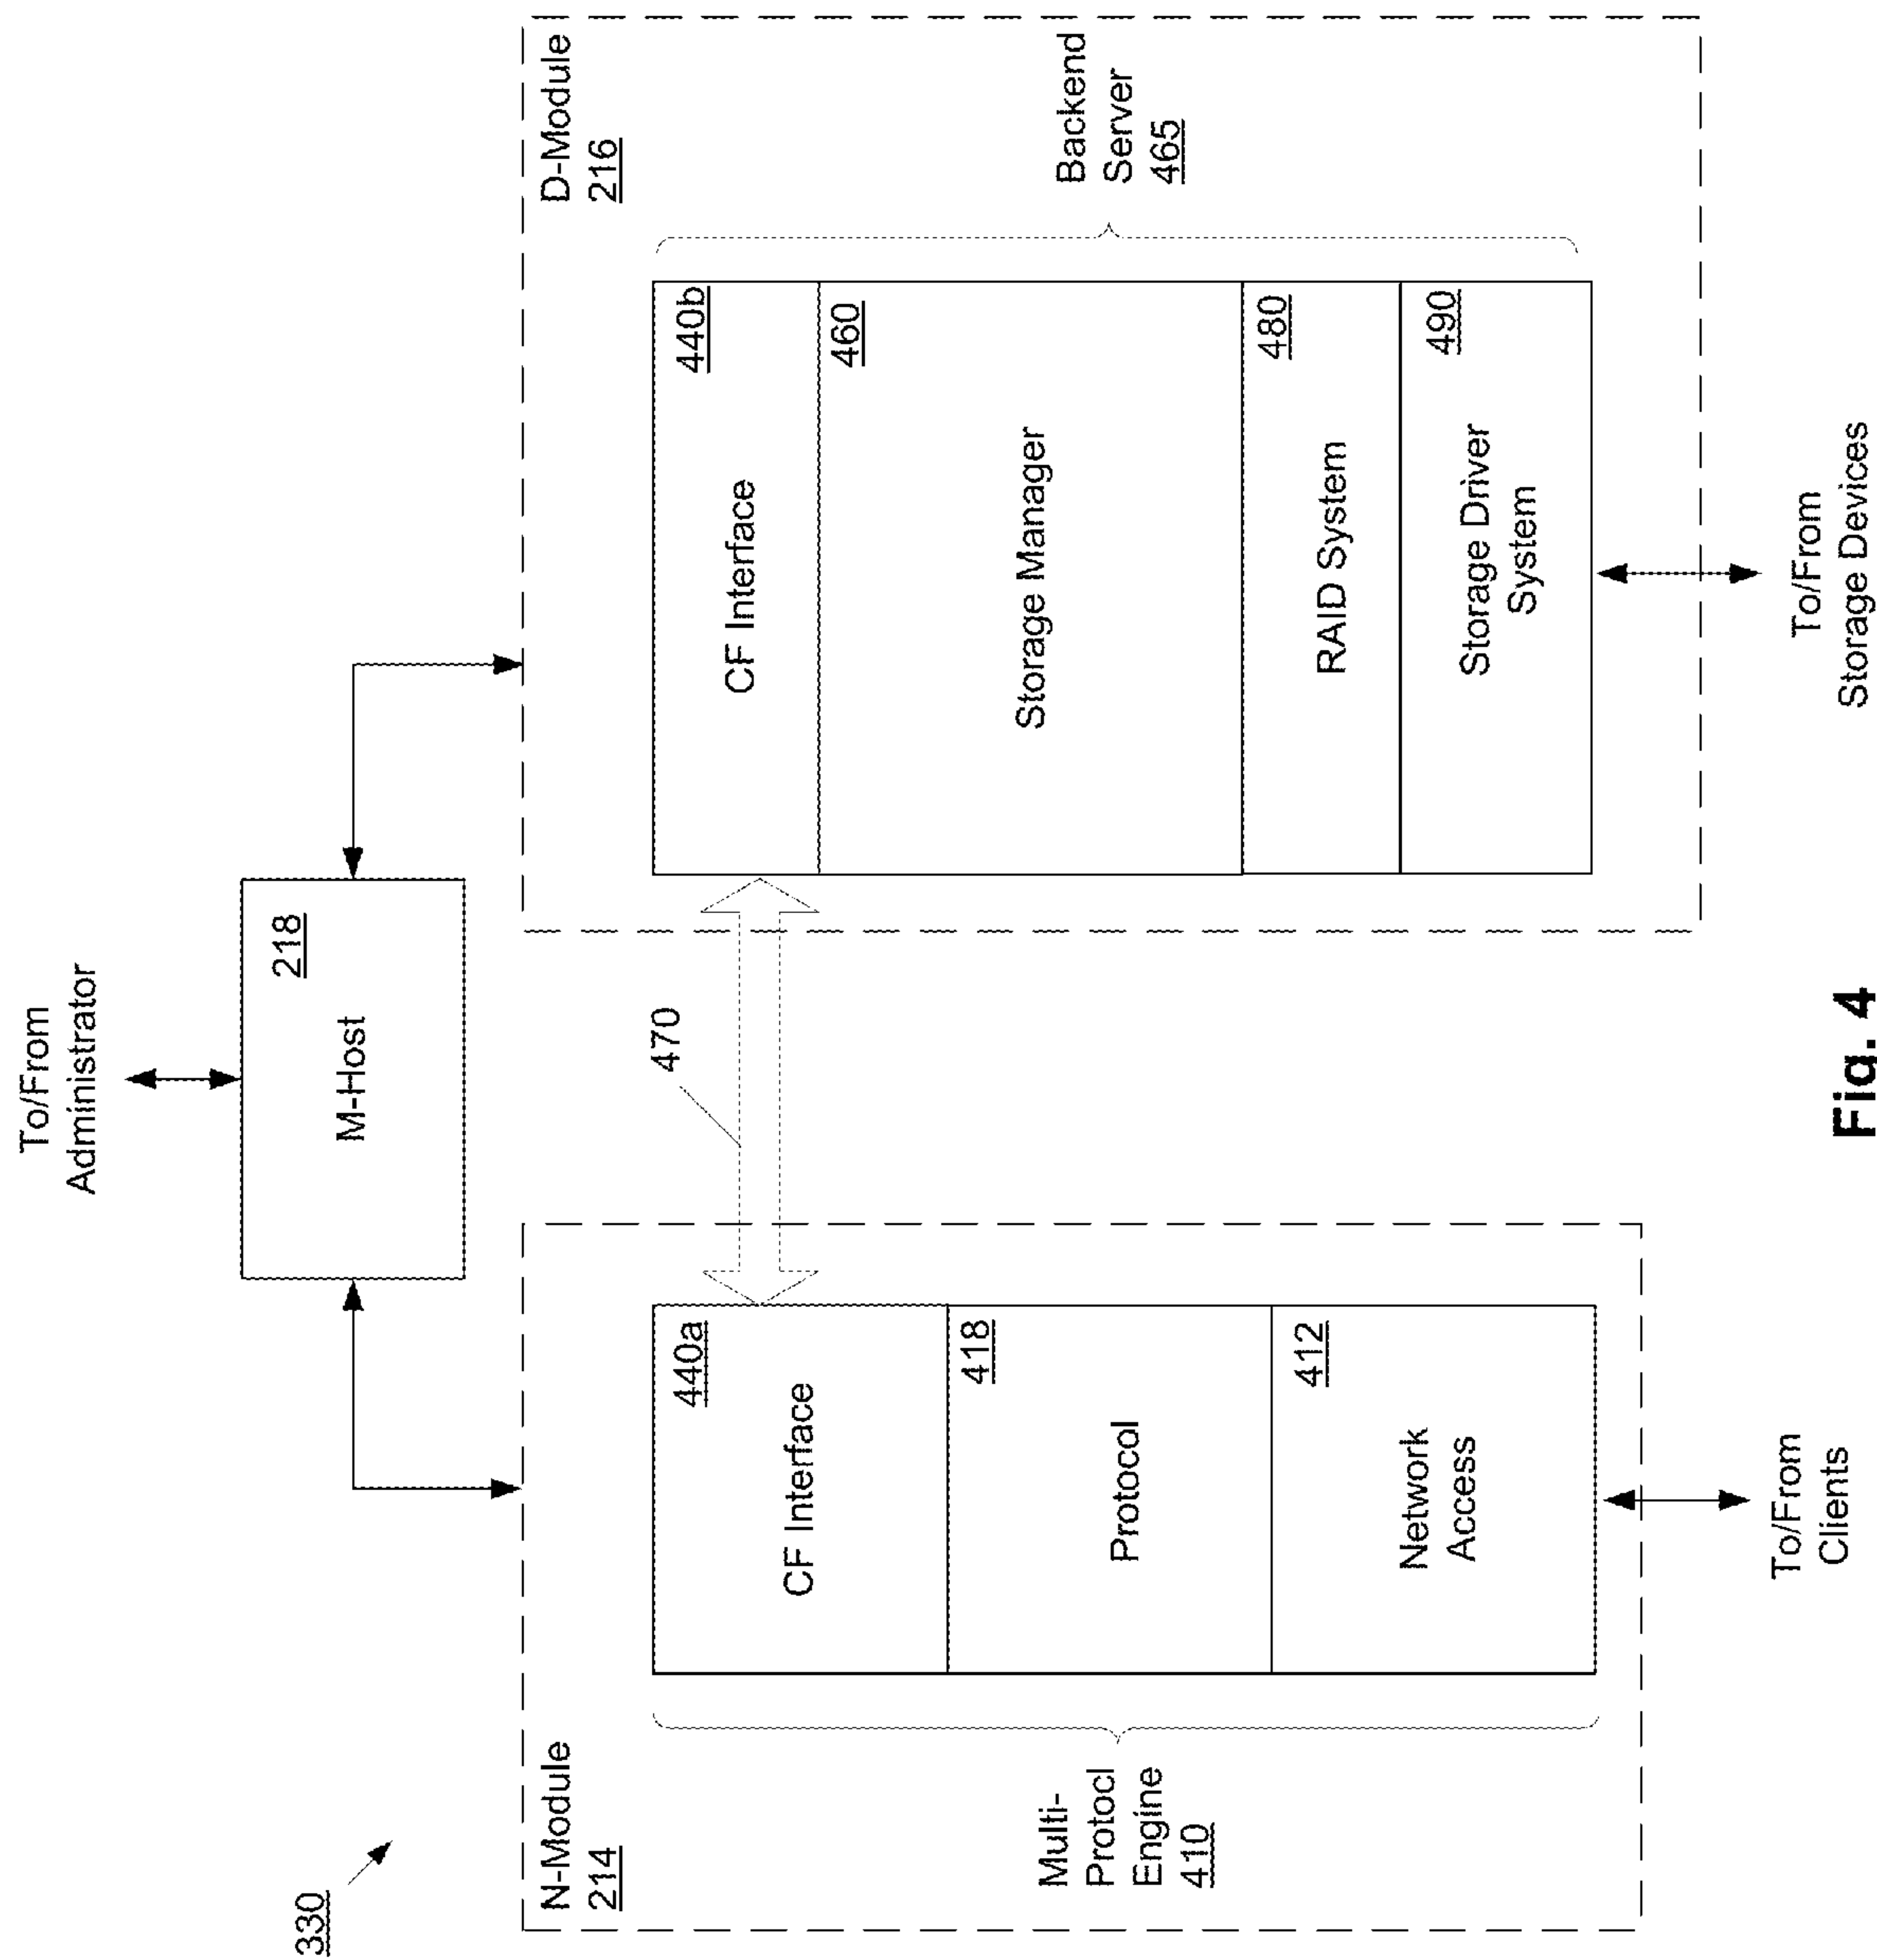 330
To/From
Administrator
218
M-Host
N-Module
214
440a
CF Interface
418
Protocol
412
Network
Access
Multi-
Protocl
Engine
410
To/From
Clients
470
D-Module
216
440b
CF Interface
460
Storage Manager
480
RAID System
490
Storage Driver
System
Backend
Server
465
To/From
Storage Devices
Fig. 4